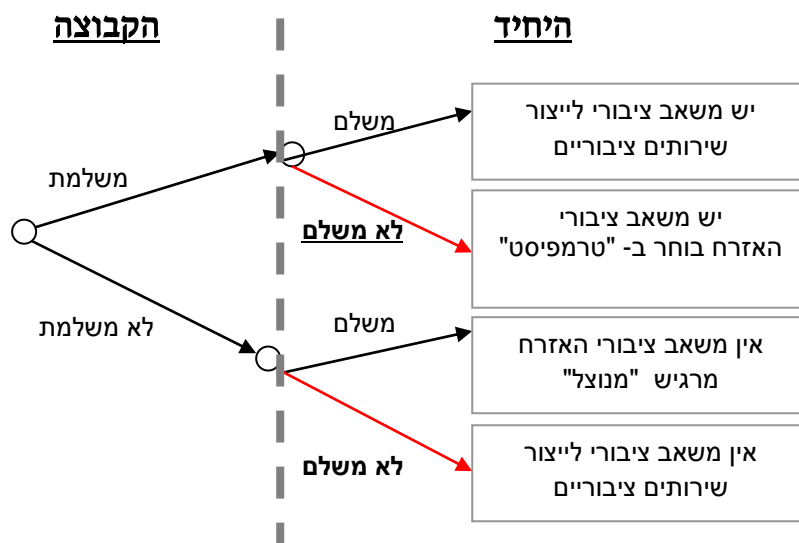 היחיד
הקבוצה
יש משאב ציבורי לייצור
שירותים ציבוריים
משלם
משלמת
יש משאב ציבורי
האזרח בוחר ב- "טרמפיסט"
לא משלם
אין משאב ציבורי האזרח
מרגיש "מנוצל"
משלם
לא משלמת
אין משאב ציבורי לייצור
שירותים ציבוריים
לא משלם